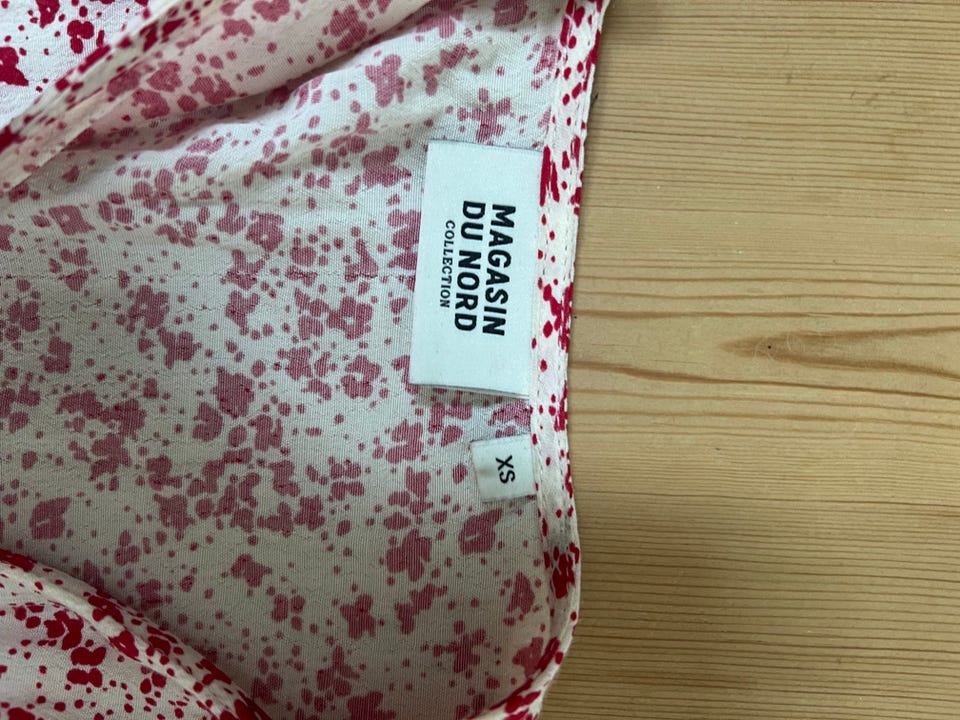 MAGASIN
DU NORD
COLLECTION
XS